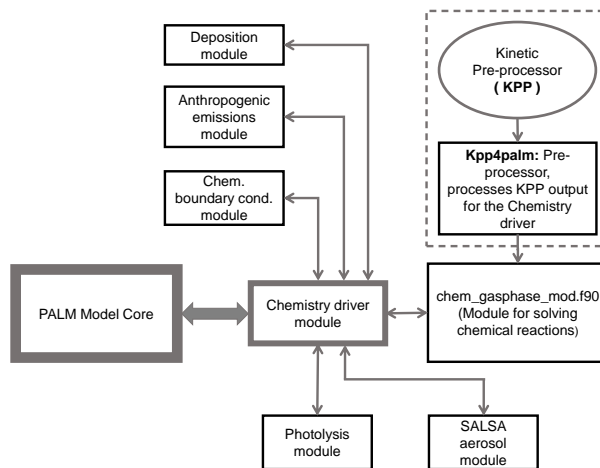 Deposition
module
Anthropogenic
emissions module
Chem.
boundary cond.
module
Kinetic
Pre-processor
( KPP )
Kpp4palm: Pre-
processor,
processes KPP output
for the Chemistry
driver
PALM Model Core
Chemistry driver
module
chem_gasphase_mod.f90
(Module for solving
chemical reactions)
Photolysis
module
SALSA
aerosol
module